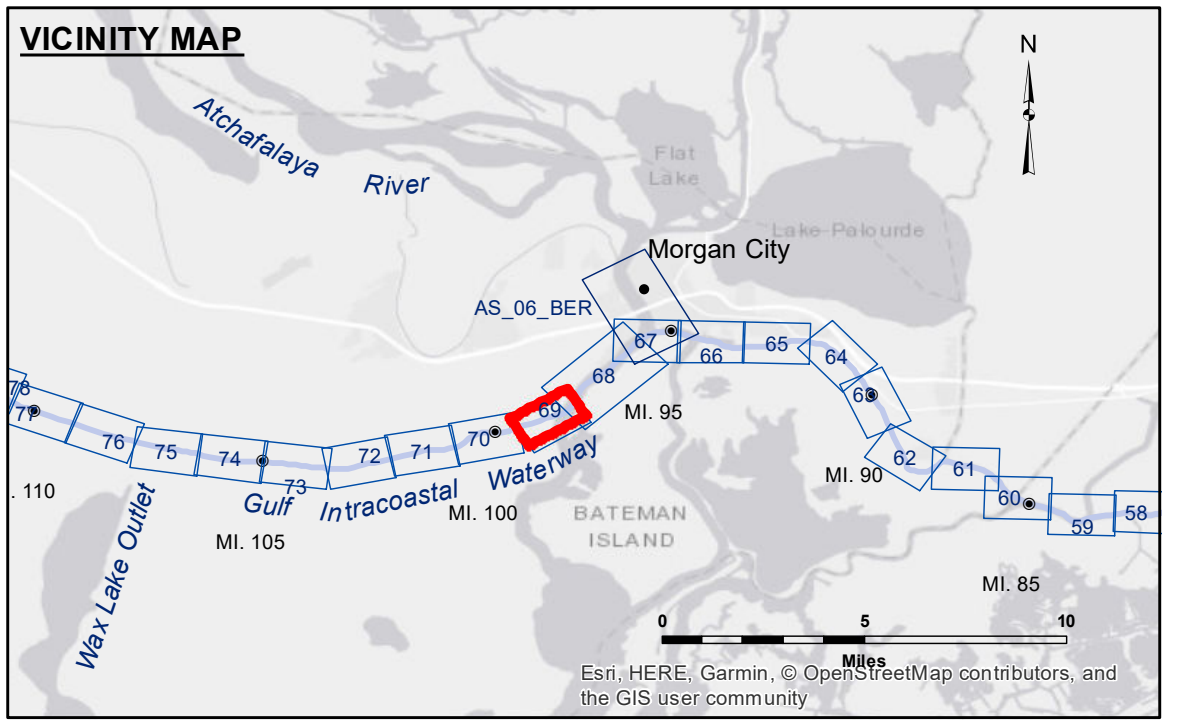 VICINITY MAP
N
Atchafalaya
River
Flat
Lake
Lake Palourde
Morgan City
AS_06_BER
67
66
65
64
63
68
69
MI. 95
78
77
76
75
74
73
72
71
70
62
61
60
59
58
. 110
Wax Lake Outlet
Gulf
Intracoastal
Waterway
MI. 105
MI. 100
MI. 90
MI. 85
BATEMAN
ISLAND
0
5
10
Miles
Esri, HERE, Garmin, © OpenStreetMap contributors, and
the GIS user community